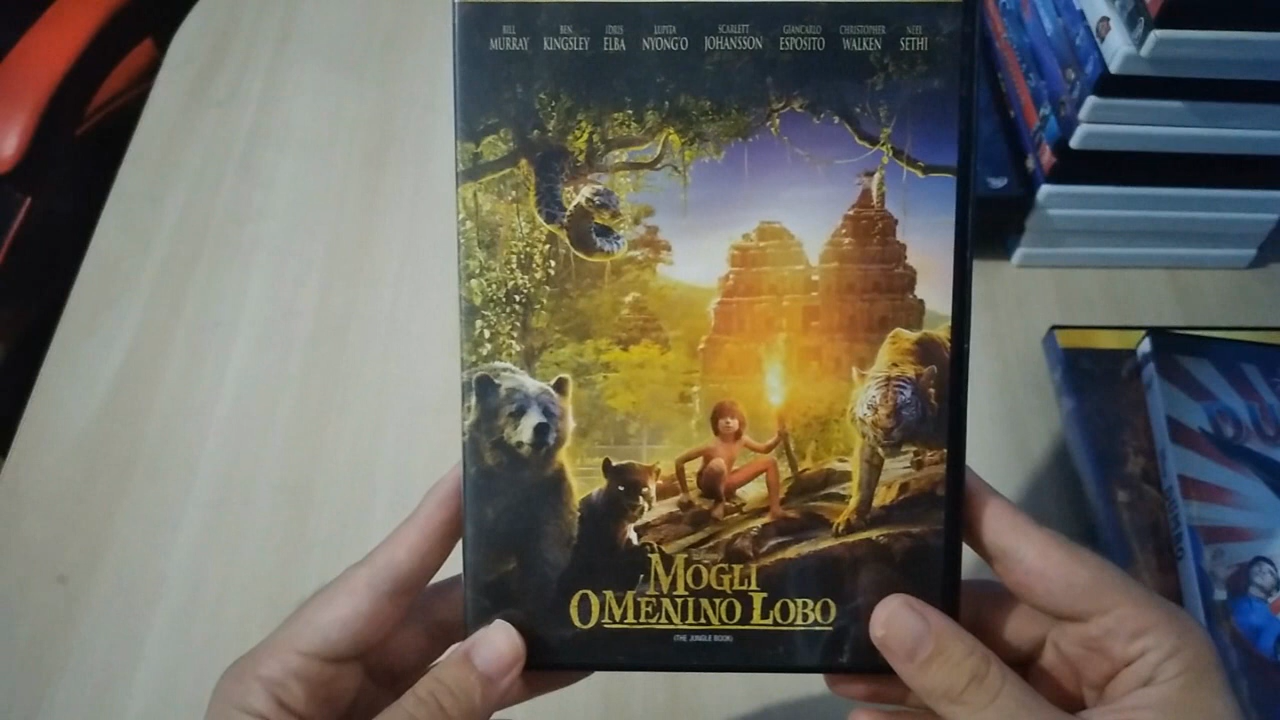 BILL MURRAY
BEN KINGSLEY
IDRIS ELBA
LUPITA NYONG'O
SCARLETT JOHANSSON
GIANCARLO ESPOSITO
CHRISTOPHER WALKEN
NEEL SETHI
MOGLI
O MENINO LOBO
(THE JUNGLE BOOK)
DUMBO